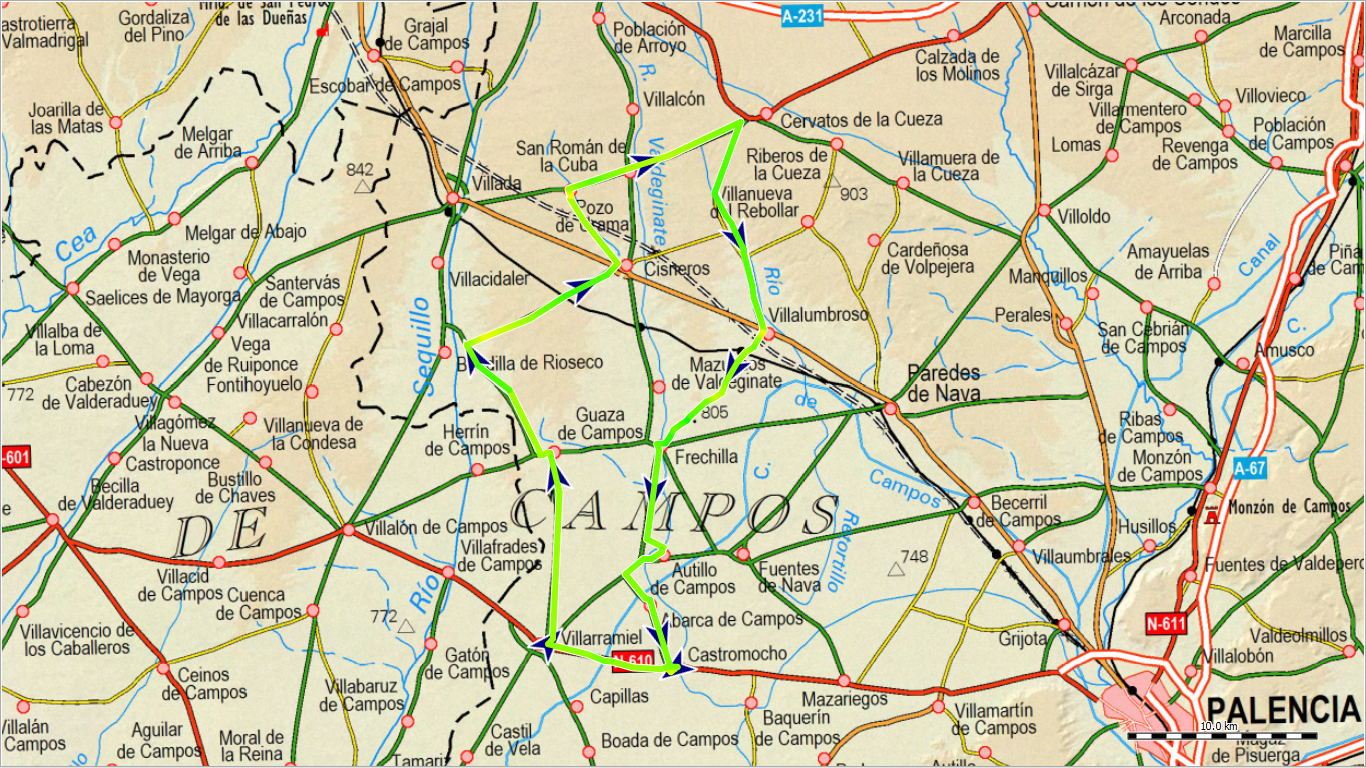 Valmadrigal
Gordaliza
del Pino
de las Dueñas
Grajal
de Campos
Escobar de Campos
Población
de Arroyo
A-231
Calzada de
los Molinos
Arconada
Marcilla
de Campos
Joarilla de
las Matas
Melgar
de Arriba
842
Villada
San Román de
la Cuba
Villalcón
R.
Valdeginate
Cervatos de la Cueza
Riberos de
la Cueza
903
Villamuera de
la Cueza
Villalcázar
de Sirga
Villarmentero
de Campos
Lomas
Villovieco
Revenga
de Campos
Población
de Campos
Cea
Melgar de Abajo
Monasterio
de Vega
Saelices de Mayorga
Santervás
de Campos
Villacarralón
Villacidaler
Pozo
de Urama
Cisneros
Villanueva
del Rebollar
Río
Cardeñosa
de Volpejera
Villoldo
Manquillos
Perales
Amayuelas
de Arriba
Canal
San Cebrián
de Campos
C.
Amusco
Villalba de
la Loma
Vega
de Ruiponce
Fontihoyuelo
Cabezón
de Valderaduey
772
Sequillo
Boadilla de Rioseco
Villalumbroso
Mazuecos
de Valdeginate
805
de
Paredes
de Nava
Villagómez
la Nueva
Villanueva de
la Condesa
Herrín
de Campos
Guaza
de Campos
Frechilla
C.
Campos
Ribas
de Campos
Monzón
de Campos
A-67
Monzón de Campos
-601
Castroponce
Becilla
de Valderaduey
Bustillo
de Chaves
DE
CAMPOS
Villalón de Campos
Villafrades
de Campos
Retortillo
Becerril
de Campos
Husillos
Villaumbrales
748
Villacid
de Campos
Cuenca
de Campos
772
Río
Autillo
de Campos
Fuentes
de Nava
Abarca de Campos
N-611
Grijota
Villavicencio de
los Caballeros
Ceinos
de Campos
Gatón
de Campos
Villarramiel
N-610
Castromocho
Valdeolmillos
Villalobón
Villabaruz
de Campos
Capillas
Mazariegos
Baquerín
de Campos
Villamartín
de Campos
PALENCIA
10.0 km
Magaz
de Pisuerga
Aguilar
de Campos
Moral de
la Reina
Castil
de Vela
Boada de Campos